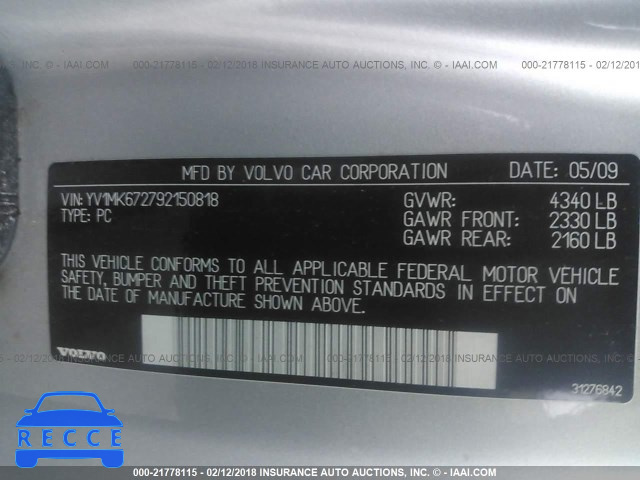 000-21778115 - 02/12/2018 INSURANCE AUTO AUCTIONS, INC. (C) - IAAI.COM
MFD BY VOLVO CAR CORPORATION DATE: 05/09
VIN: YV1MK672792150818 GVWR: 4340 LB
TYPE: PC GAWR FRONT: 2330 LB
GAWR REAR: 2160 LB
THIS VEHICLE CONFORMS TO ALL APPLICABLE FEDERAL MOTOR VEHICLE
SAFETY, BUMPER AND THEFT PREVENTION STANDARDS IN EFFECT ON
THE DATE OF MANUFACTURE SHOWN ABOVE.
VOLVO
31276842
RECCE
000-21778115 - 02/12/2018 INSURANCE AUTO AUCTIONS, INC. (C) - IAAI.COM